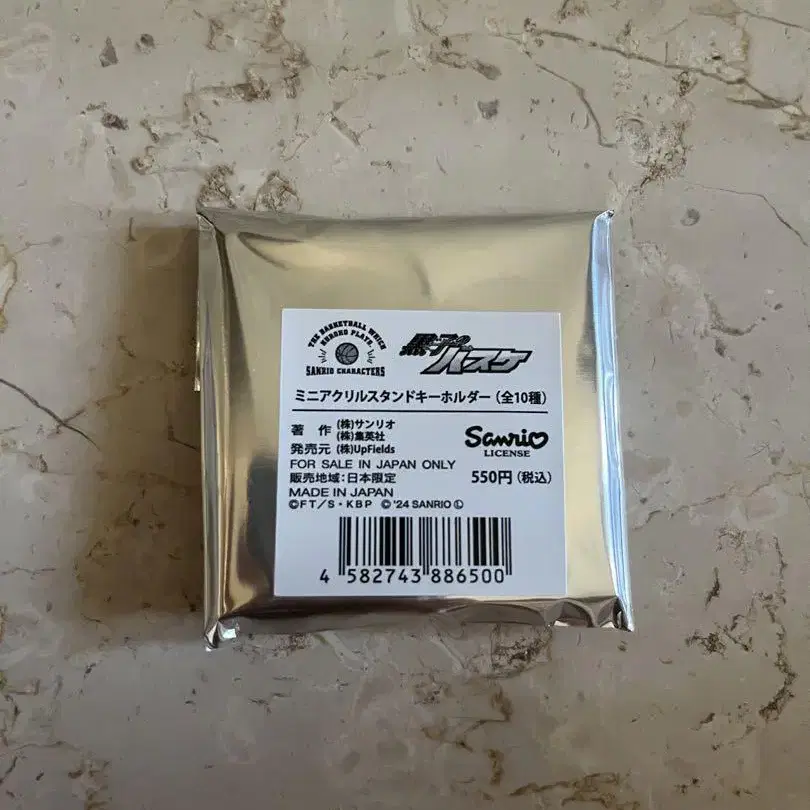 THE BASKETBALL WHICH
KUROKO PLAYS.
SANRIO CHARACTERS
黒子の
バスケ
ミニアクリルスタンドキーホルダー (全10種)
著 作 (株)サンリオ
(株)集英社
発売元 (株)UpFields
Sanrio
LICENSE
FOR SALE IN JAPAN ONLY
販売地域:日本限定
550円(税込)
MADE IN JAPAN
©FT/S・KBP ©'24 SANRIO Ⓛ
4 582743 886500